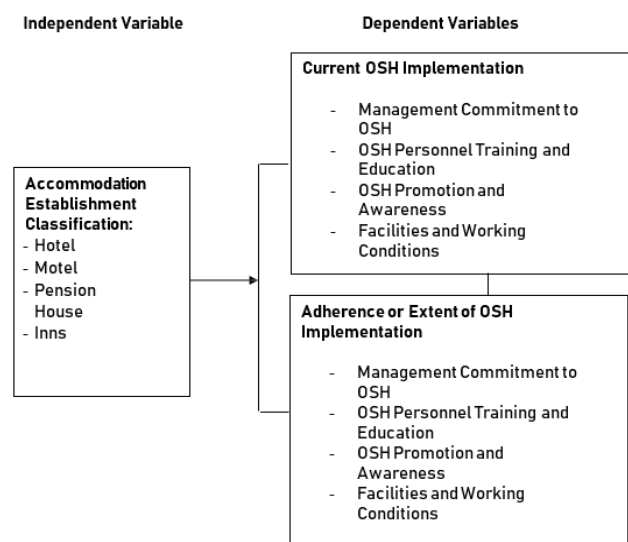 Independent Variable
Dependent Variables
Accommodation
Establishment
Classification:
- Hotel
- Motel
- Pension
House
- Inns
Current OSH Implementation
- Management Commitment to
OSH
- OSH Personnel Training and
Education
- OSH Promotion and
Awareness
- Facilities and Working
Conditions
Adherence or Extent of OSH
Implementation
- Management Commitment to
OSH
- OSH Personnel Training and
Education
- OSH Promotion and
Awareness
- Facilities and Working
Conditions